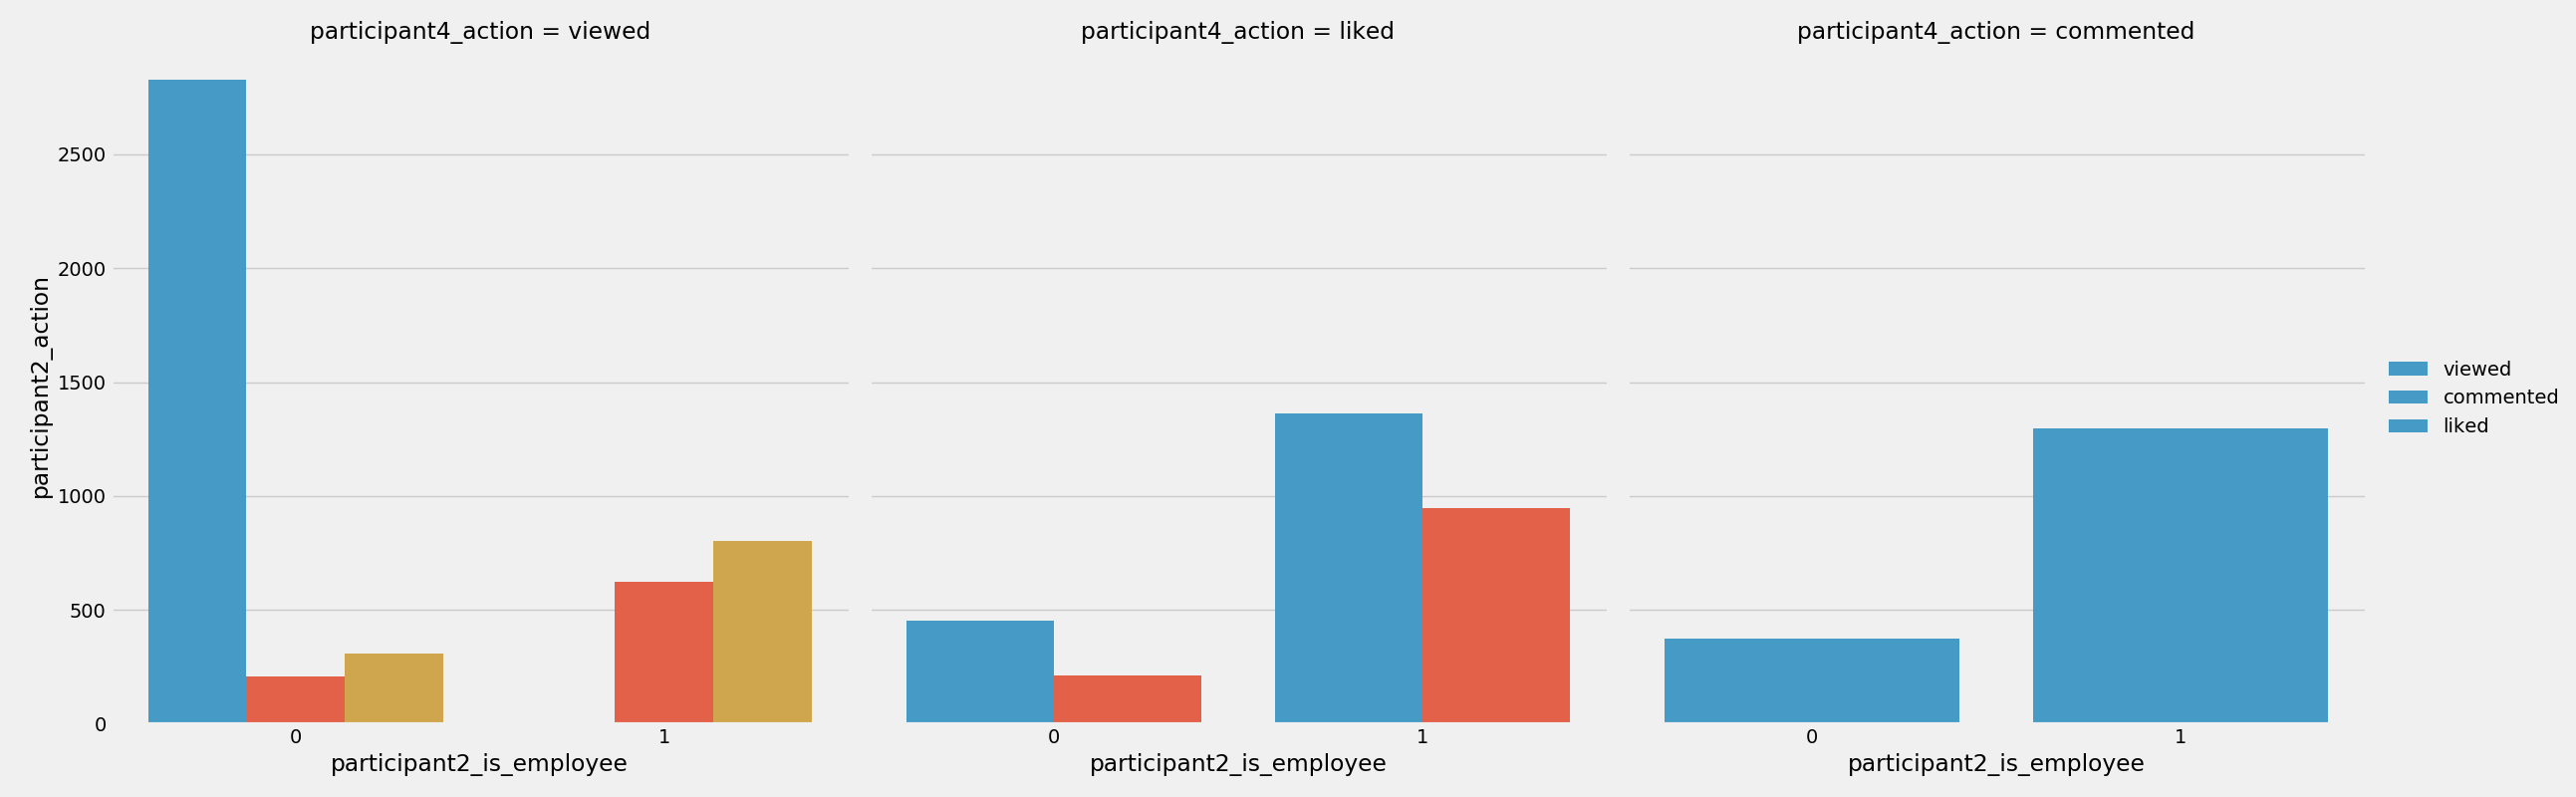 participant4_action = viewed
participant4_action = liked
participant4_action = commented
participant2_action
2500
2000
1500
1000
500
0
0
1
0
1
0
1
participant2_is_employee
participant2_is_employee
participant2_is_employee
viewed
commented
liked